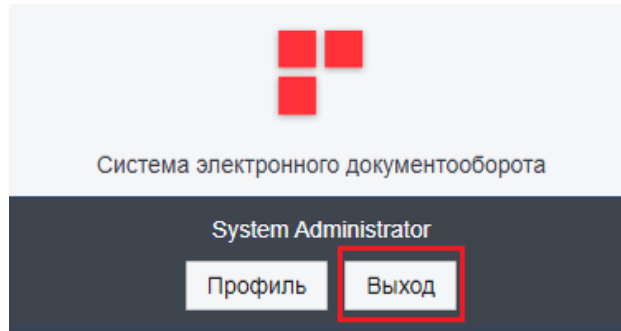 Система электронного документооборота
System Administrator
Профиль Выход